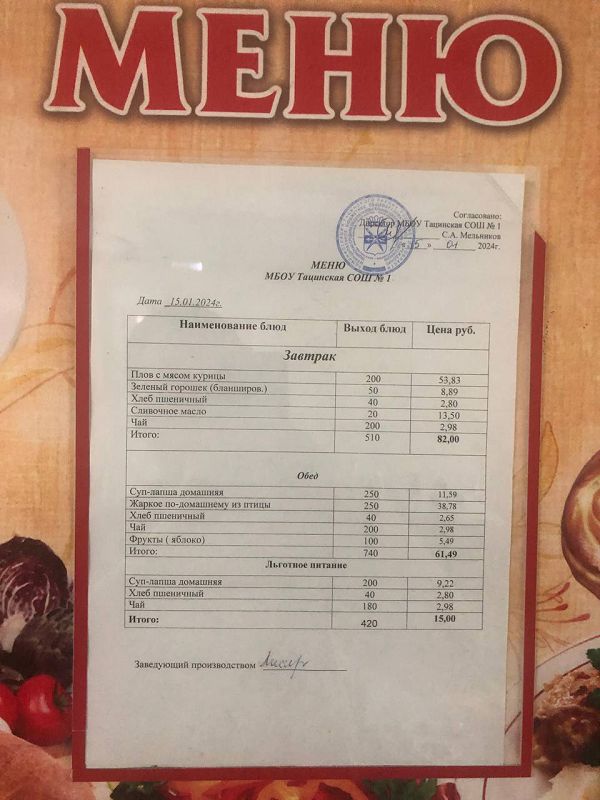 МЕНЮ
Согласовано:
Директор МБОУ Тацинская СОШ № 1
С.А. Мельников
« 15 » 01 2024г.
МЕНЮ
МБОУ Тацинская СОШ № 1
Дата 15.01.2024г.
Наименование блюд Выход блюд Цена руб.
Завтрак
Плов с мясом курицы 200 53,83
Зеленый горошек (бланширов.) 50 8,89
Хлеб пшеничный 40 2,80
Сливочное масло 20 13,50
Чай 200 2,98
Итого: 510 82,00
Обед
Суп-лапша домашняя 250 11,59
Жаркое по-домашнему из птицы 250 38,78
Хлеб пшеничный 40 2,65
Чай 200 2,98
Фрукты ( яблоко) 100 5,49
Итого: 740 61,49
Льготное питание
Суп-лапша домашняя 200 9,22
Хлеб пшеничный 40 2,80
Чай 180 2,98
Итого: 420 15,00
Заведующий производством